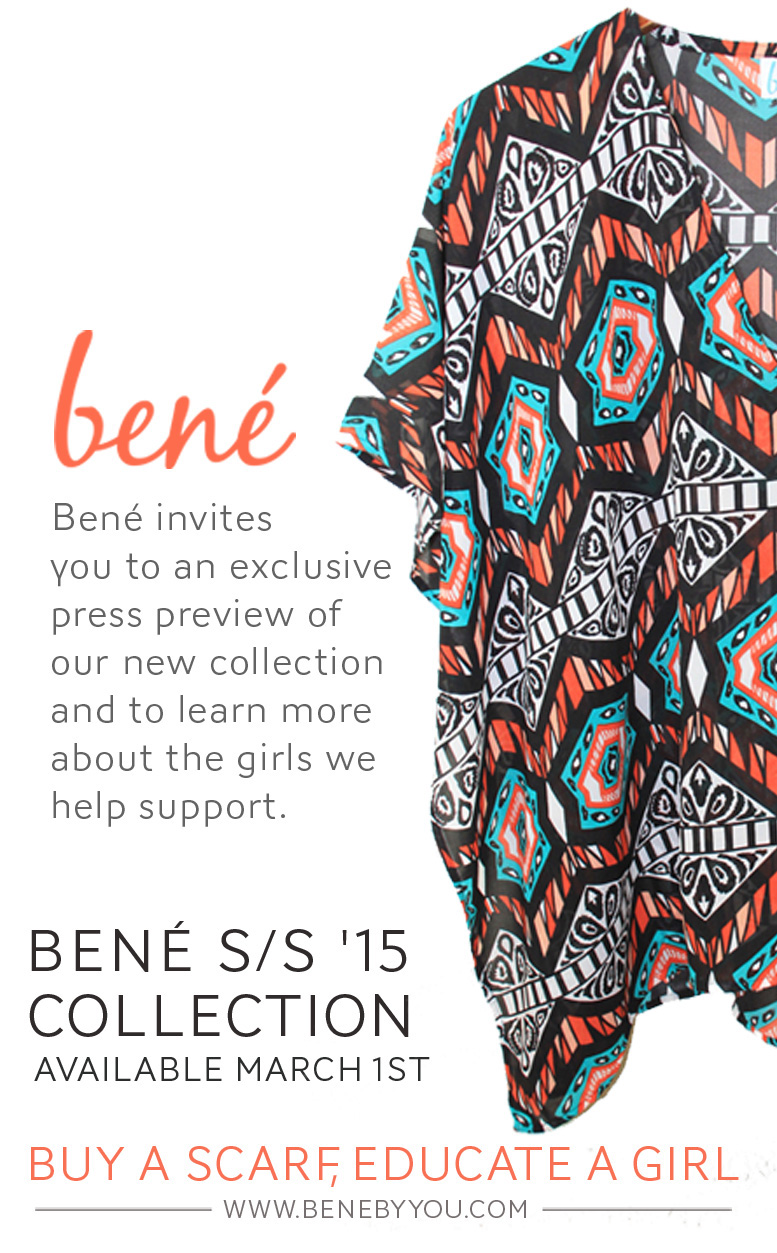 bené
Bené invites
you to an exclusive
press preview of
our new collection
and to learn more
about the girls we
help support.
BENÉ S/S '15
COLLECTION
AVAILABLE MARCH 1ST
BUY A SCARF, EDUCATE A GIRL
WWW.BENEBYYOU.COM